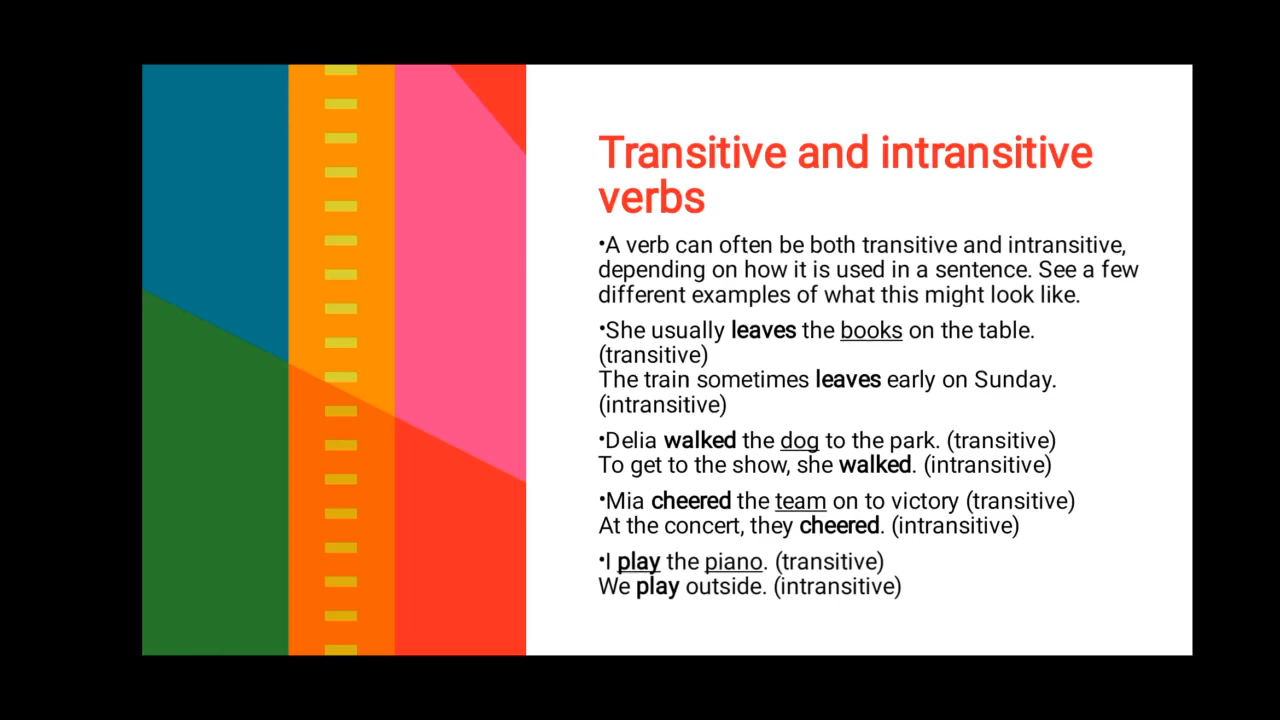 Transitive and intransitive
verbs
•A verb can often be both transitive and intransitive,
depending on how it is used in a sentence. See a few
different examples of what this might look like.
•She usually leaves the books on the table.
(transitive)
The train sometimes leaves early on Sunday.
(intransitive)
•Delia walked the dog to the park. (transitive)
To get to the show, she walked. (intransitive)
•Mia cheered the team on to victory (transitive)
At the concert, they cheered. (intransitive)
•I play the piano. (transitive)
We play outside. (intransitive)